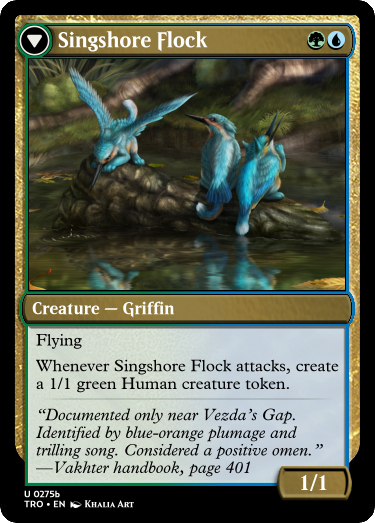 Singshore Flock
Creature — Griffin
Flying
Whenever Singshore Flock attacks, create
a 1/1 green Human creature token.
“Documented only near Vezda’s Gap.
Identified by blue-orange plumage and
trilling song. Considered a positive omen.”
—Vakhter handbook, page 401
1/1
U 0275b
TRO • EN Khalia Art